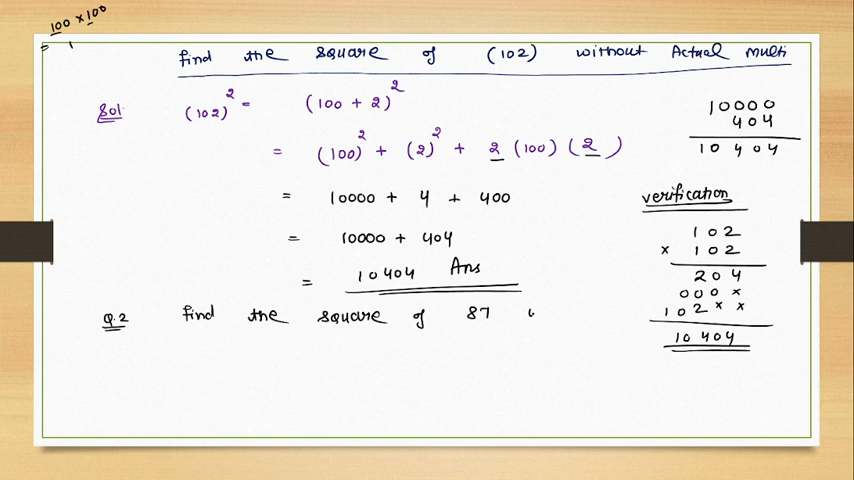 100 × 100
= 1
find the square of (102) without Actual multi
Sol. (102)² = (100 + 2)²
= (100)² + (2)² + 2 (100) (2)
= 10000 + 4 + 400
= 10000 + 404
= 10404 Ans
Q.2 find the square of 87
10000
404
10404
verification
102
× 102
204
000×
102××
10404